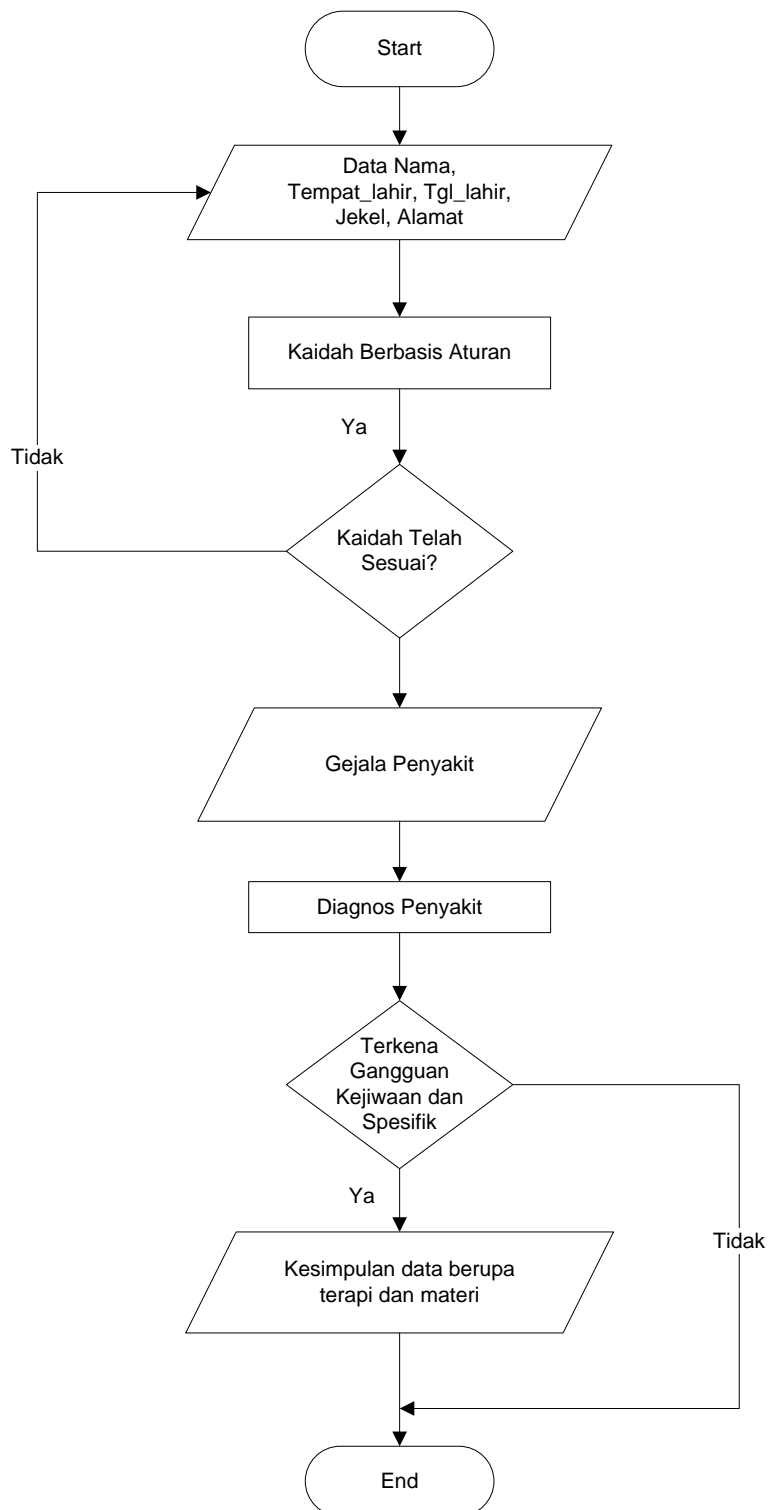 Start
Data Nama,
Tempat_lahir, Tgl_lahir,
Jekel, Alamat
Kaidah Berbasis Aturan
Ya
Tidak
Kaidah Telah
Sesuai?
Gejala Penyakit
Diagnos Penyakit
Terkena
Gangguan
Kejiwaan dan
Spesifik
Ya
Tidak
Kesimpulan data berupa
terapi dan materi
End